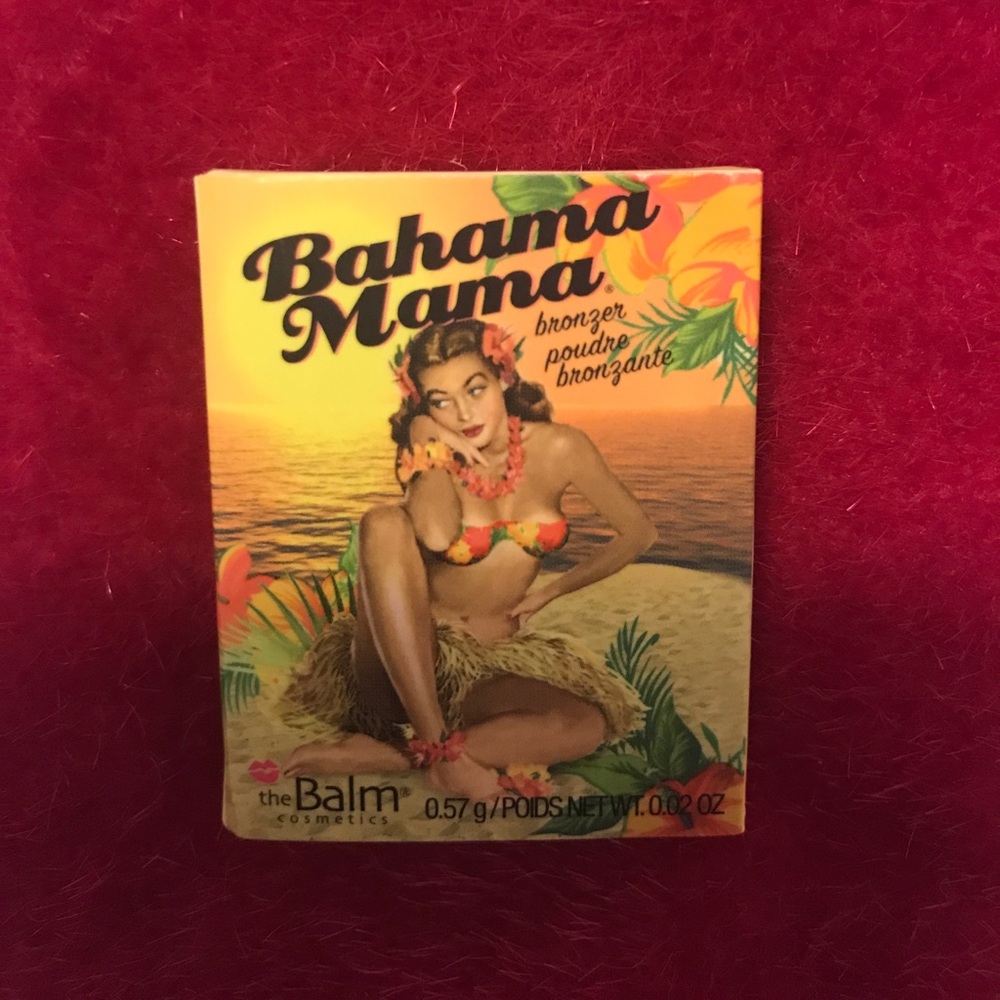 Bahama
Mama®
bronzer
poudre
bronzante
theBalm®
cosmetics
0.57 g/POIDS NET WT. 0.02 OZ